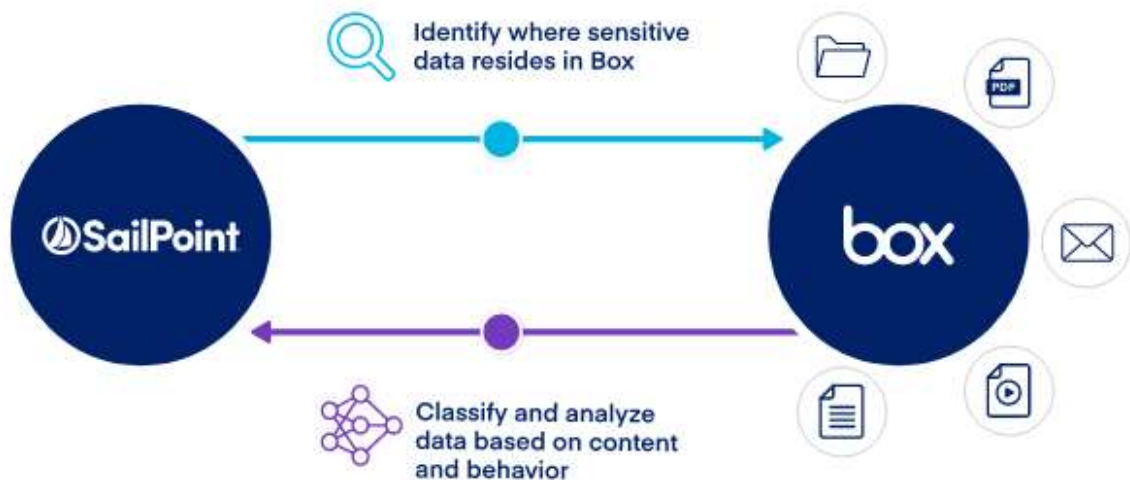 Identify where sensitive
data resides in Box
PDF
SailPoint
box
Classify and analyze
data based on content
and behavior